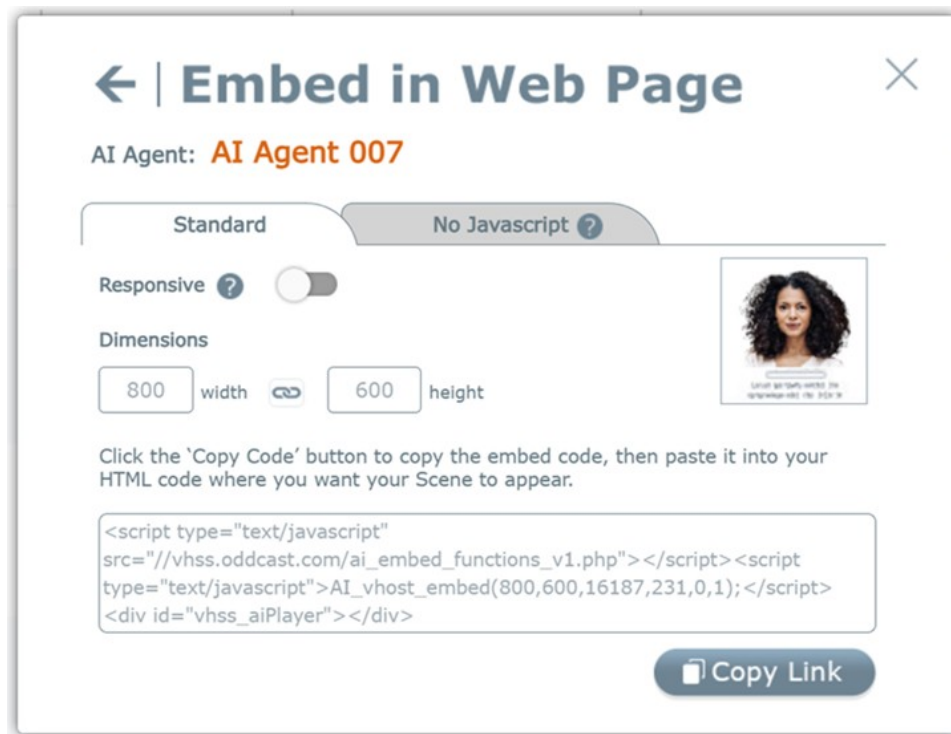 ← | Embed in Web Page
AI Agent: AI Agent 007
Standard
No Javascript ?
Responsive ?
Dimensions
800 width 600 height
Click the ‘Copy Code’ button to copy the embed code, then paste it into your
HTML code where you want your Scene to appear.
<script type="text/javascript"
src="//vhss.oddcast.com/ai_embed_functions_v1.php"></script><script
type="text/javascript">AI_vhost_embed(800,600,16187,231,0,1);</script>
<div id="vhss_aiPlayer"></div>
Copy Link